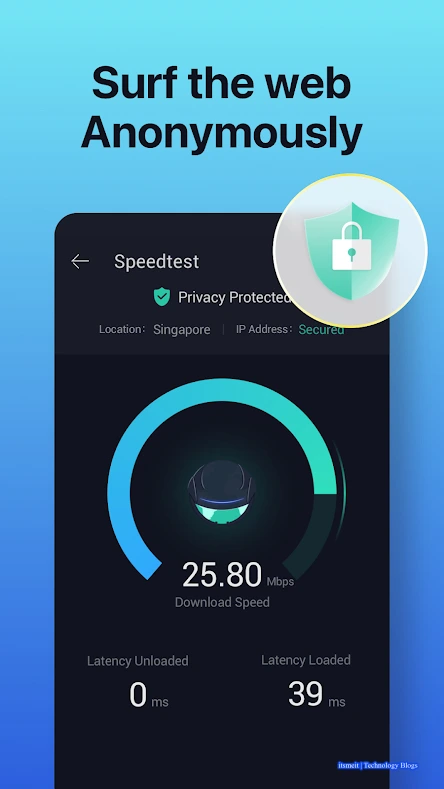 Surf the web
Anonymously
Speedtest
Privacy Protected
Location: Singapore | IP Address: Secured
25.80 Mbps
Download Speed
Latency Unloaded Latency Loaded
0 ms 39 ms
itsmeit | Technology Blogs